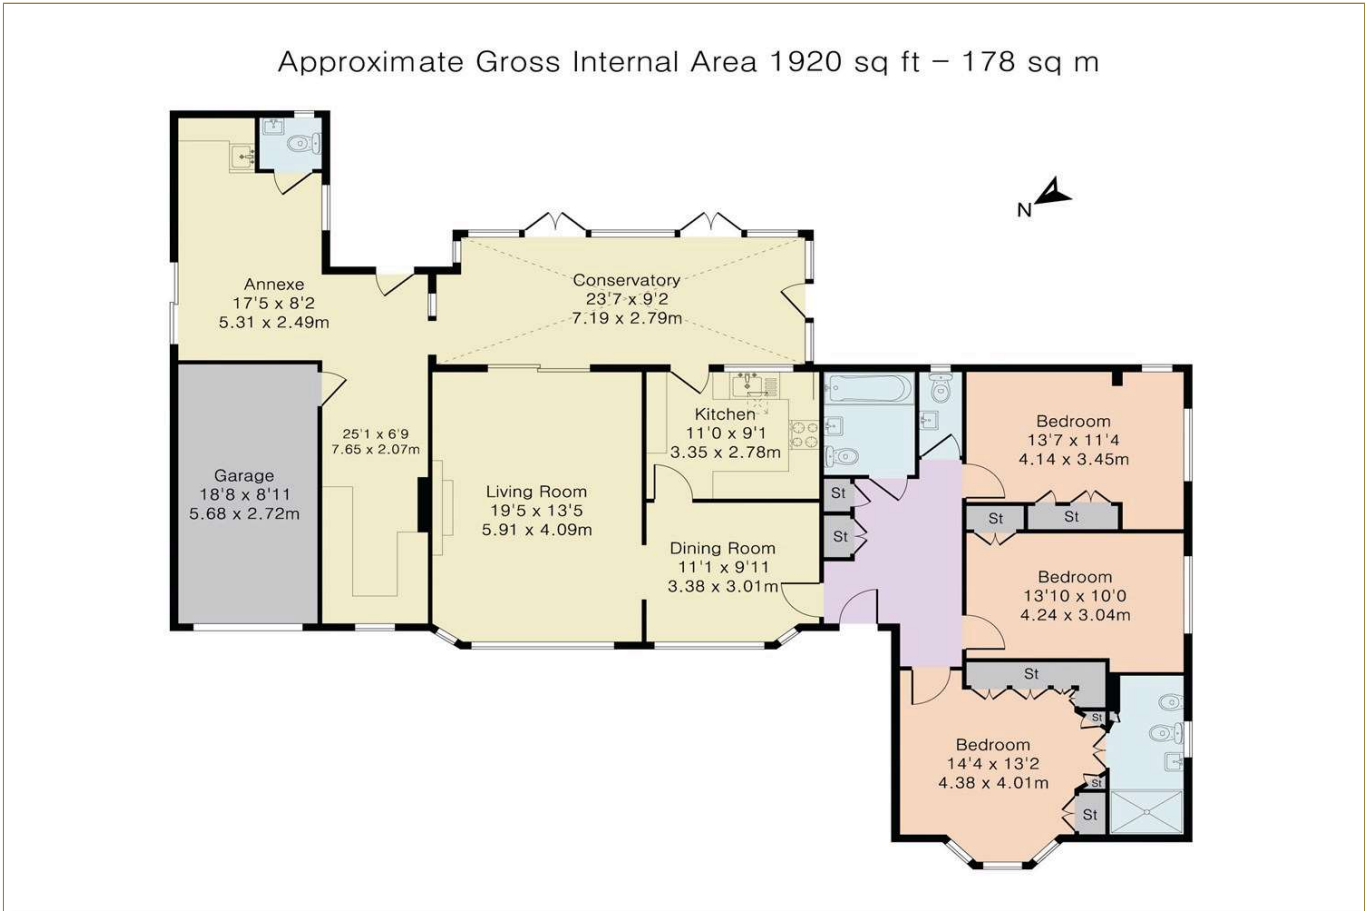 Approximate Gross Internal Area 1920 sq ft – 178 sq m
N
Annexe
17'5 x 8'2
5.31 x 2.49m
Conservatory
23'7 x 9'2
7.19 x 2.79m
Garage
18'8 x 8'11
5.68 x 2.72m
25'1 x 6'9
7.65 x 2.07m
Living Room
19'5 x 13'5
5.91 x 4.09m
Kitchen
11'0 x 9'1
3.35 x 2.78m
Dining Room
11'1 x 9'11
3.38 x 3.01m
St
St
Bedroom
13'7 x 11'4
4.14 x 3.45m
St
St
Bedroom
13'10 x 10'0
4.24 x 3.04m
St
Bedroom
14'4 x 13'2
4.38 x 4.01m
St
St
St